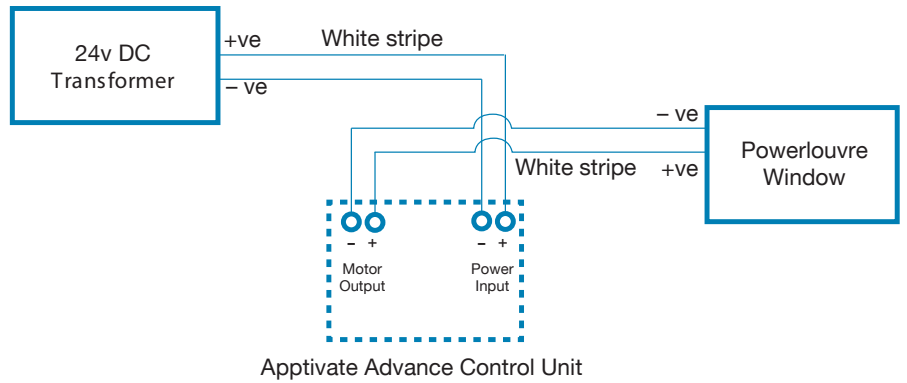 24v DC
Transformer
+ve
White stripe
– ve
– ve
White stripe
+ve
Powerlouvre
Window
– +
– +
Motor
Output
Power
Input
Apptivate Advance Control Unit